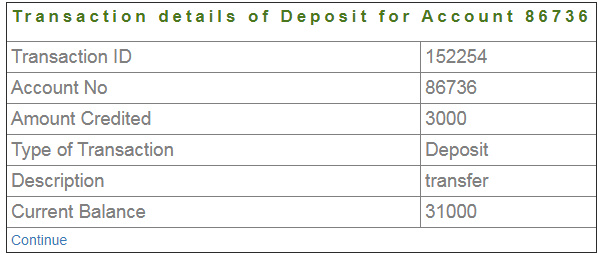 Transaction details of Deposit for Account 86736
Transaction ID 152254
Account No 86736
Amount Credited 3000
Type of Transaction Deposit
Description transfer
Current Balance 31000
Continue